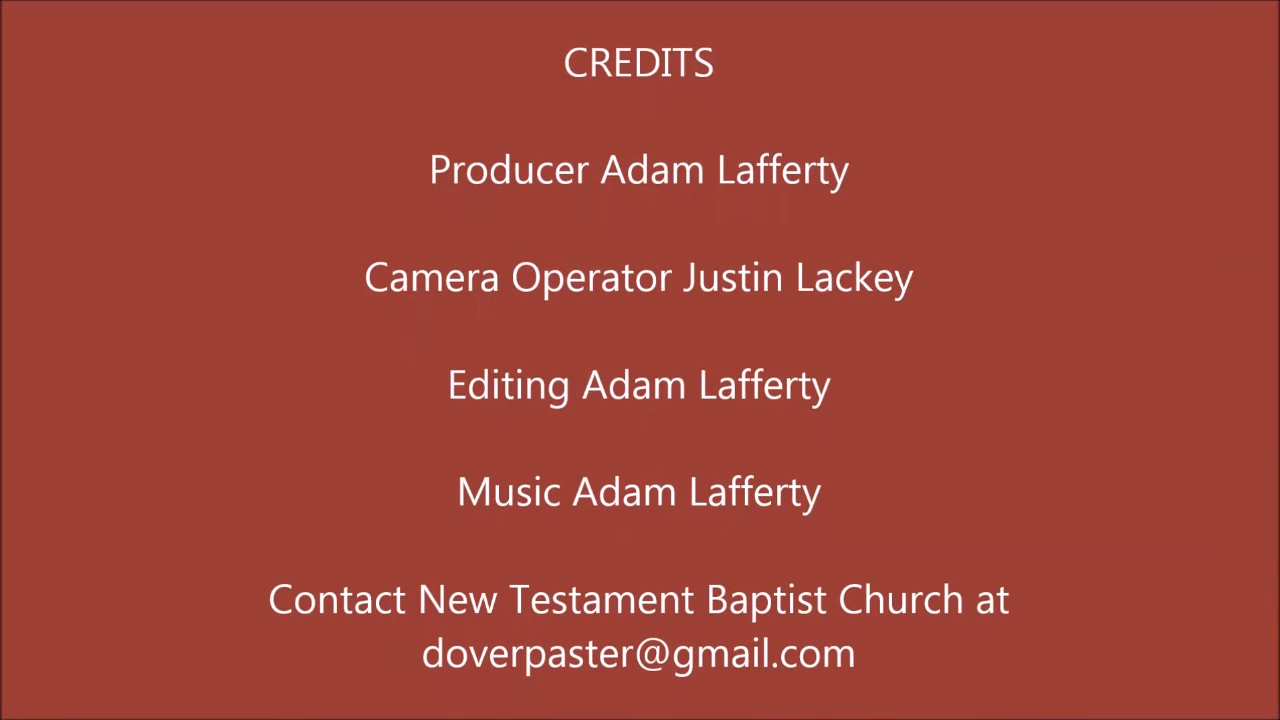 CREDITS
Producer Adam Lafferty
Camera Operator Justin Lackey
Editing Adam Lafferty
Music Adam Lafferty
Contact New Testament Baptist Church at
doverpaster@gmail.com